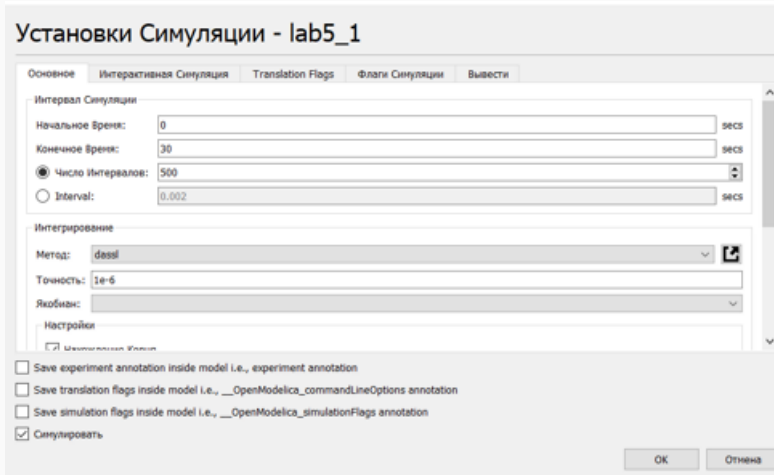 Установки Симуляции - lab5_1
Основное Интерактивная Симуляция Translation Flags Флаги Симуляции Вывести
Интервал Симуляции
Начальное Время: 0 secs
Конечное Время: 30 secs
Число Интервалов: 500
Interval: 0.002 secs
Интегрирование
Метод: dassl
Точность: 1e-6
Якобиан:
Настройки
Save experiment annotation inside model i.e., experiment annotation
Save translation flags inside model i.e., __OpenModelica_commandLineOptions annotation
Save simulation flags inside model i.e., __OpenModelica_simulationFlags annotation
Симулировать
OK Отмена